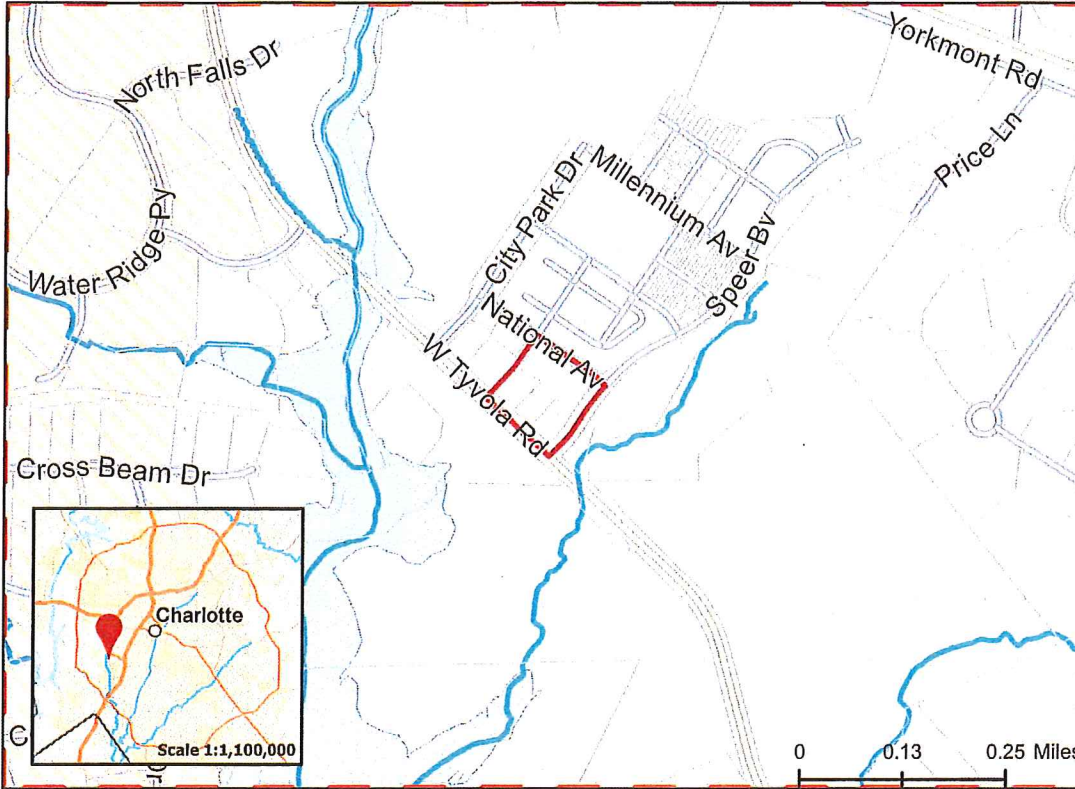 Yorkmont Rd
North Falls Dr
Price Ln
Millennium Av
City Park Dr
Speer Bv
Water Ridge Py
National Av
W Tyvola Rd
Cross Beam Dr
Charlotte
Scale 1:1,100,000
0 0.13 0.25 Miles